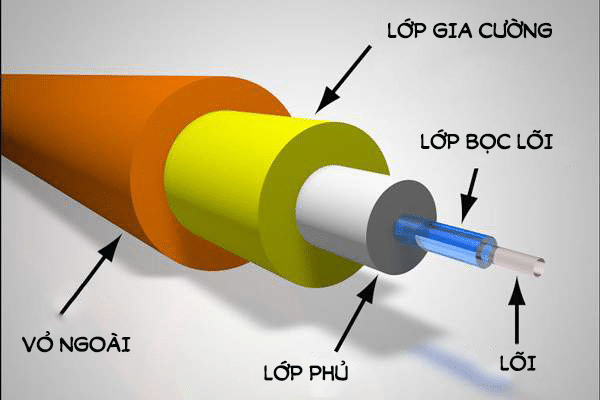 LỚP GIA CƯỜNG
LỚP BỌC LÕI
VỎ NGOÀI
LỚP PHỦ
LÕI